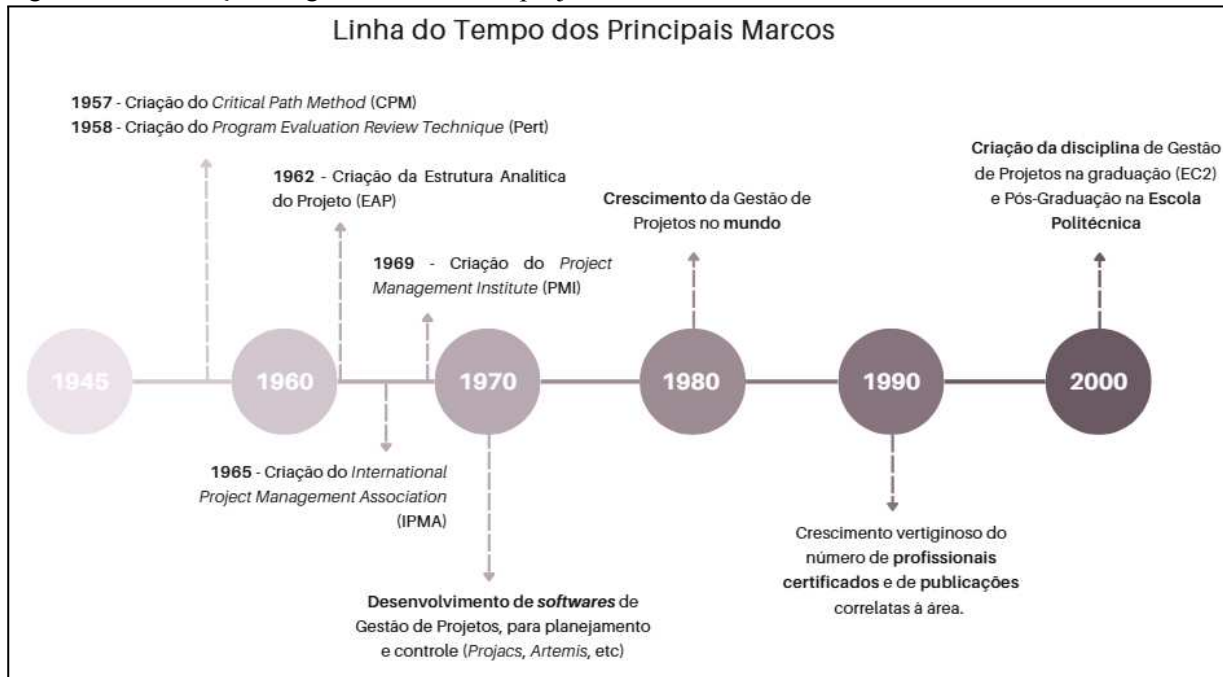 Linha do Tempo dos Principais Marcos
1957 - Criação do Critical Path Method (CPM)
1958 - Criação do Program Evaluation Review Technique (Pert)
1962 - Criação da Estrutura Analítica
do Projeto (EAP)
1969 - Criação do Project
Management Institute (PMI)
Crescimento da Gestão de
Projetos no mundo
Criação da disciplina de Gestão
de Projetos na graduação (EC2)
e Pós-Graduação na Escola
Politécnica
1945
1960
1970
1980
1990
2000
1965 - Criação do International
Project Management Association
(IPMA)
Desenvolvimento de softwares de
Gestão de Projetos, para planejamento
e controle (Projacs, Artemis, etc)
Crescimento vertiginoso do
número de profissionais
certificados e de publicações
correlatas à área.